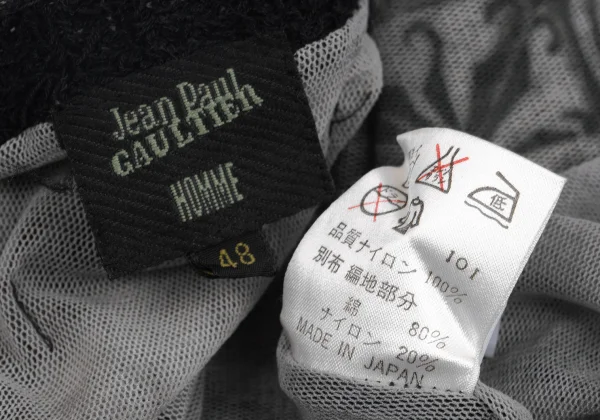 Jean Paul
GAULTIER
HOMME
48
低
101
品質ナイロン 100%
別布 編地部分
綿 80%
ナイロン 20%
MADE IN JAPAN